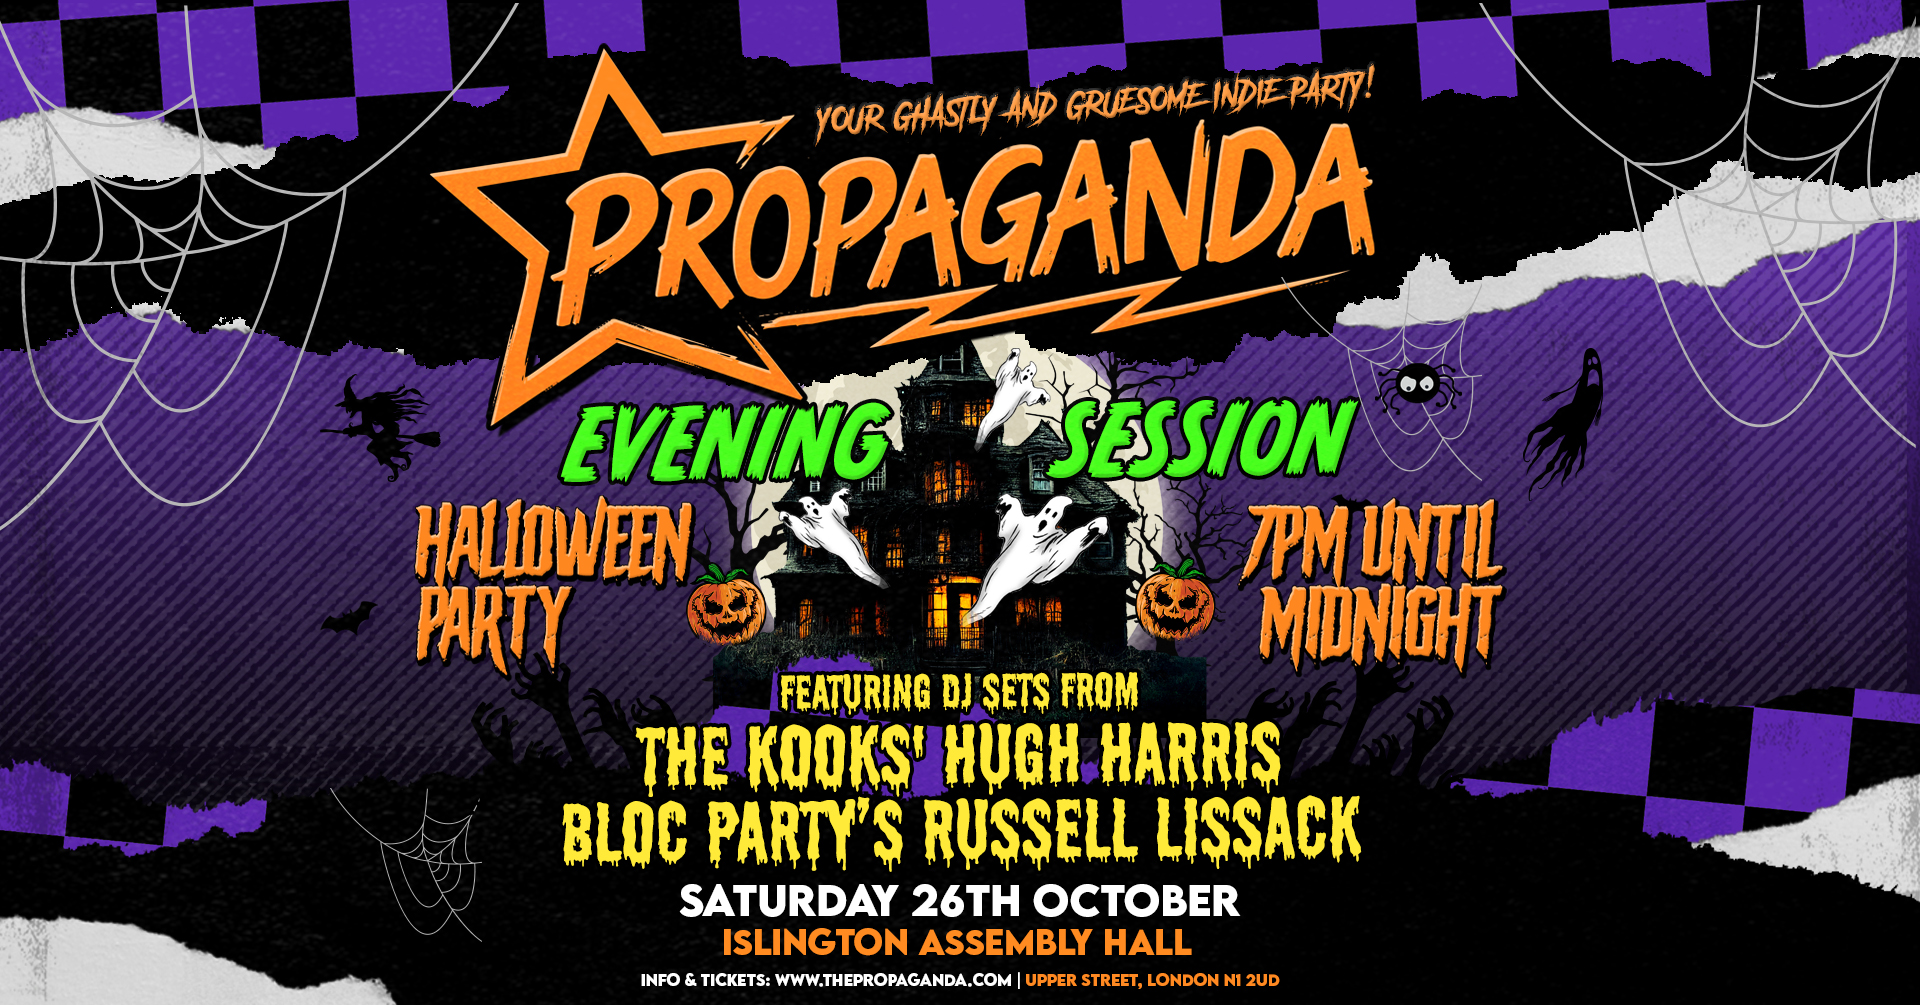 YOUR GHASTLY AND GRUESOME INDIE PARTY!
PROPAGANDA
EVENING SESSION
HALLOWEEN
PARTY
7PM UNTIL
MIDNIGHT
FEATURING DJ SETS FROM
THE KOOKS' HUGH HARRIS
BLOC PARTY’S RUSSELL LISSACK
SATURDAY 26TH OCTOBER
ISLINGTON ASSEMBLY HALL
INFO & TICKETS: WWW.THEPROPAGANDA.COM | UPPER STREET, LONDON N1 2UD